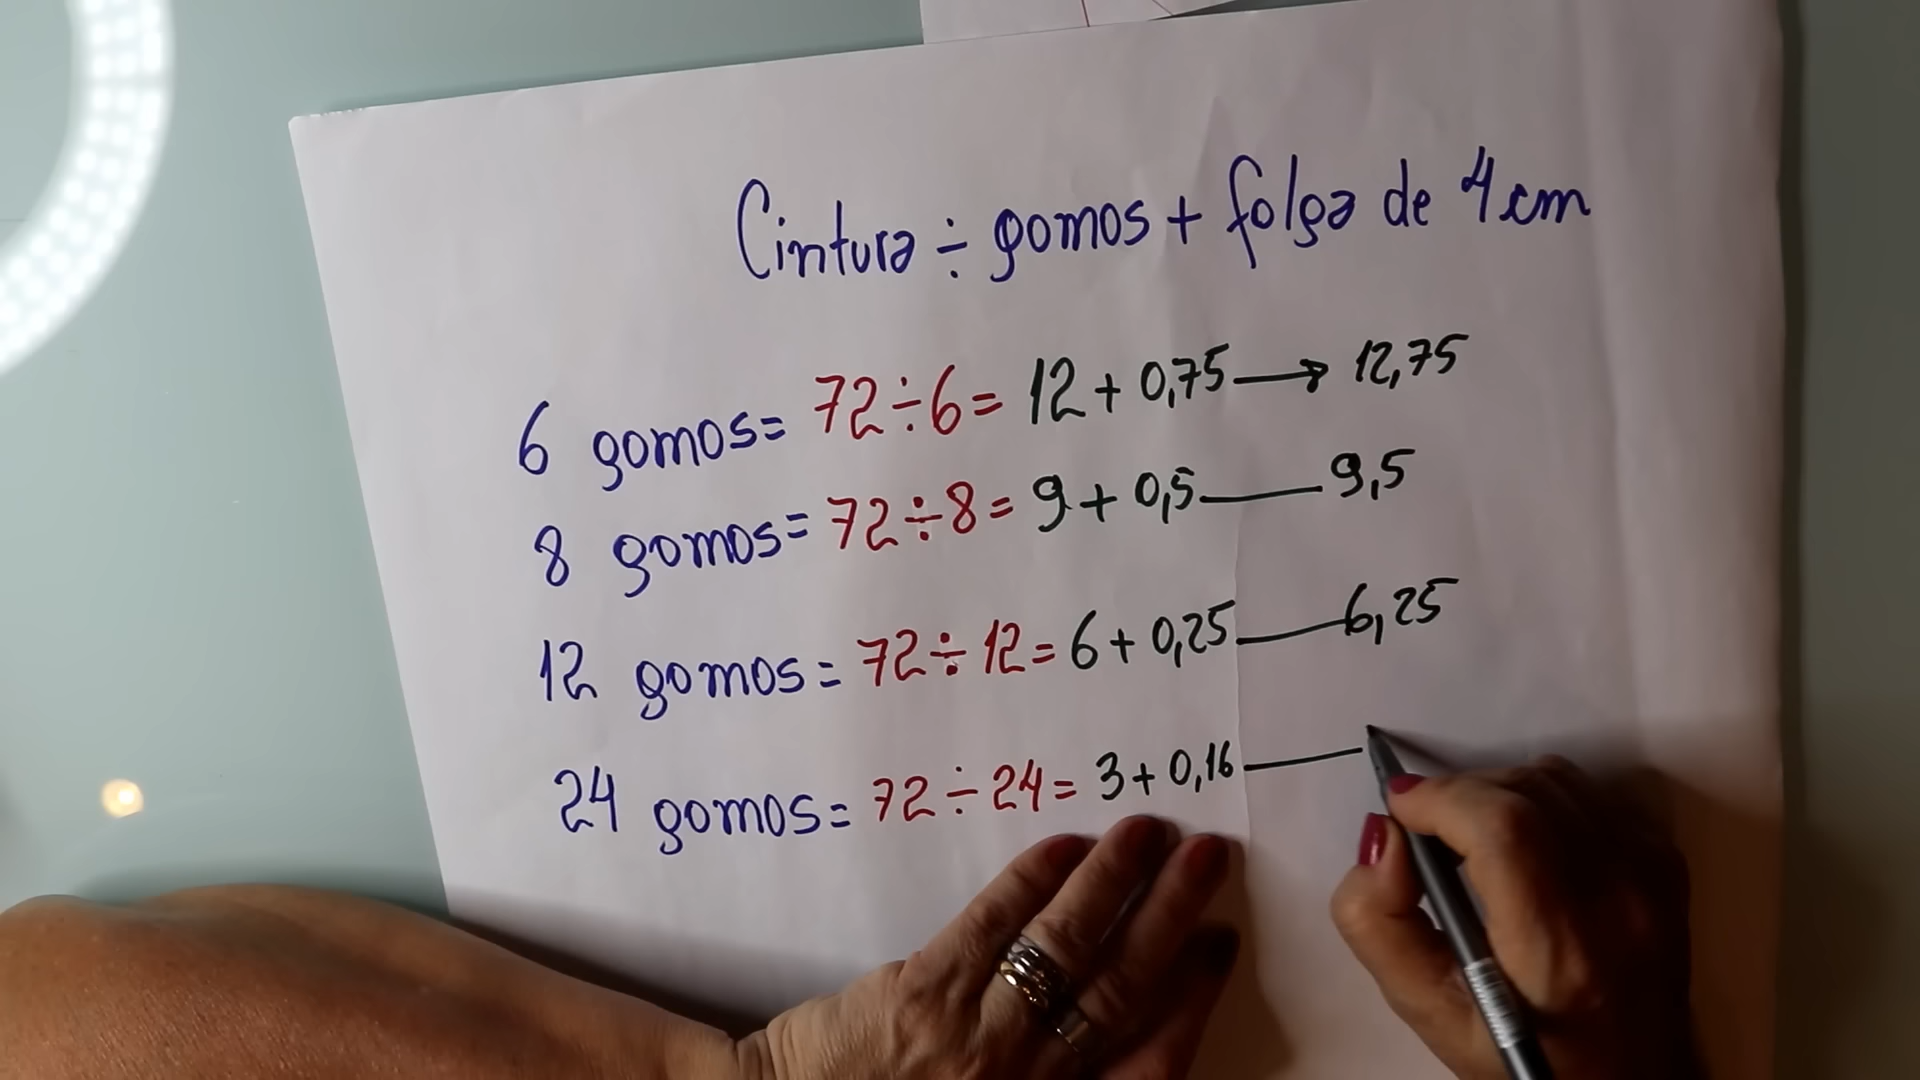 Cintura ÷ gomos + folga de 4 cm
6 gomos = 72 ÷ 6 = 12 + 0,75 → 12,75
8 gomos = 72 ÷ 8 = 9 + 0,5 — 9,5
12 gomos = 72 ÷ 12 = 6 + 0,25 — 6,25
24 gomos = 72 ÷ 24 = 3 + 0,16 —